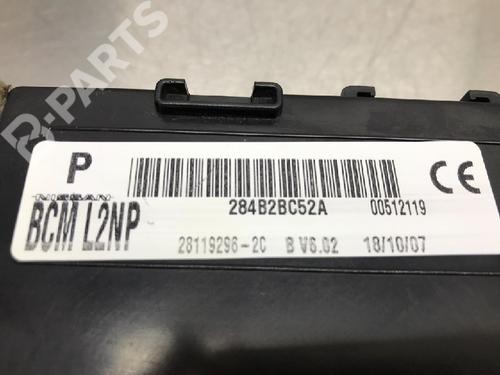 B-PARTS
P
NISSAN
BCM L2NP
284B2BC52A 00512119
28119296-2C B V6.02 18/10/07
CE